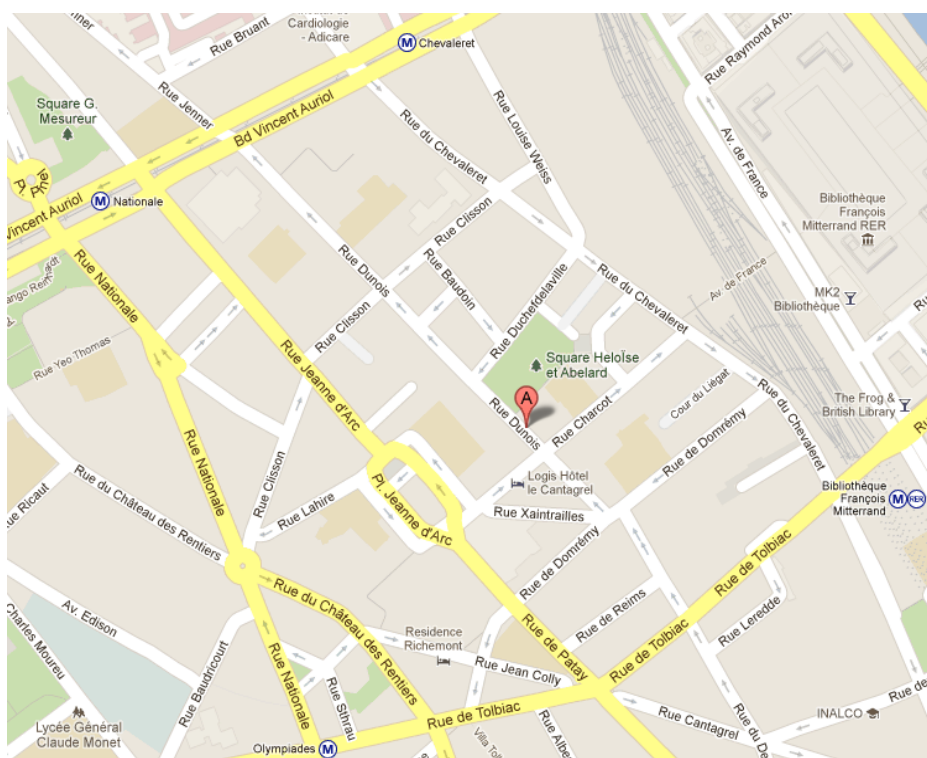 Rue Jenner
Rue Bruant
Cardiologie
- Adicare
Chevaleret
Rue Raymond Aron
Square G.
Mesureur
Rue Jenner
Bd Vincent Auriol
Rue du Chevaleret
Rue Louise Weiss
Av. de France
Pl. Pinel
Nationale
Vincent Auriol
Rue Clisson
Bibliothèque
François
Mitterrand RER
Rue Nationale
Rue Dunois
Rue Baudoin
Rue Duchefdelaville
Rue du Chevaleret
Av. de France
MK2
Bibliothèque
Rue Clisson
Rue Yeo Thomas
Rue Jeanne d'Arc
Square HeloÏse
et Abelard
A
Cour du Liégat
The Frog &
British Library
Rue Dunois
Rue Charcot
Rue du Chevaleret
Rue de Domrémy
Rue Nationale
Rue Clisson
Rue du Château des Rentiers
Rue Ricaut
Pl. Jeanne d'Arc
Logis Hôtel
le Cantagrel
Bibliothèque
François
Mitterrand
M
RER
Rue Lahire
Rue Xaintrailles
Rue de Domrémy
Rue de Tolbiac
Rue du Château des Rentiers
Av. Edison
Rue de Reims
Rue Leredde
Charles Moureu
Rue Baudricourt
Rue Nationale
Residence
Richemont
Rue de Patay
Rue de Tolbiac
Rue Jean Colly
Rue Sthrau
Rue de Tolbiac
Rue Cantagrel
INALCO
Lycée Général
Claude Monet
Olympiades
M